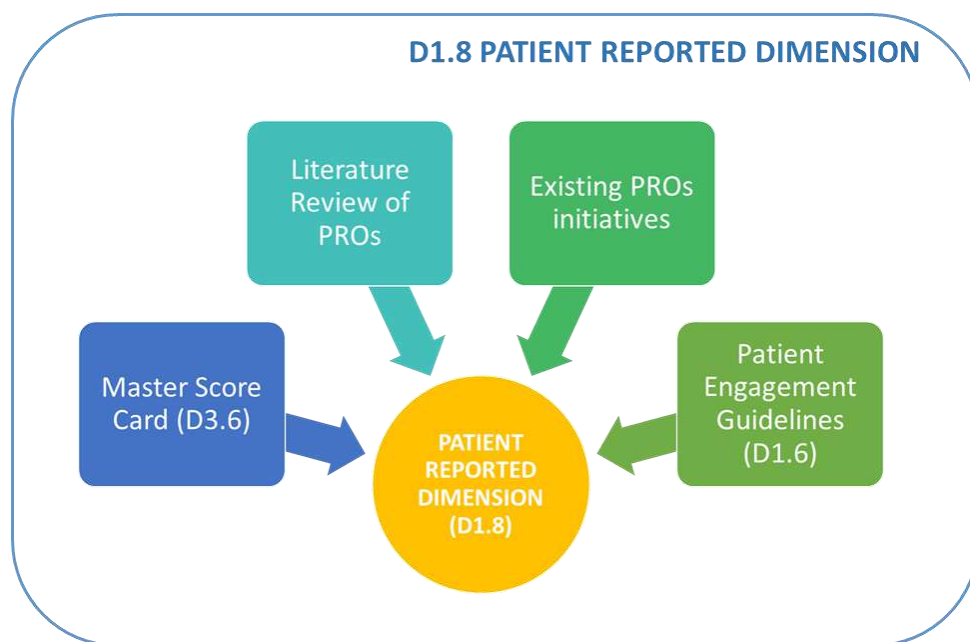 D1.8 PATIENT REPORTED DIMENSION
Literature
Review of
PROs
Existing PROs
initiatives
Master Score
Card (D3.6)
Patient
Engagement
Guidelines
(D1.6)
PATIENT
REPORTED
DIMENSION
(D1.8)